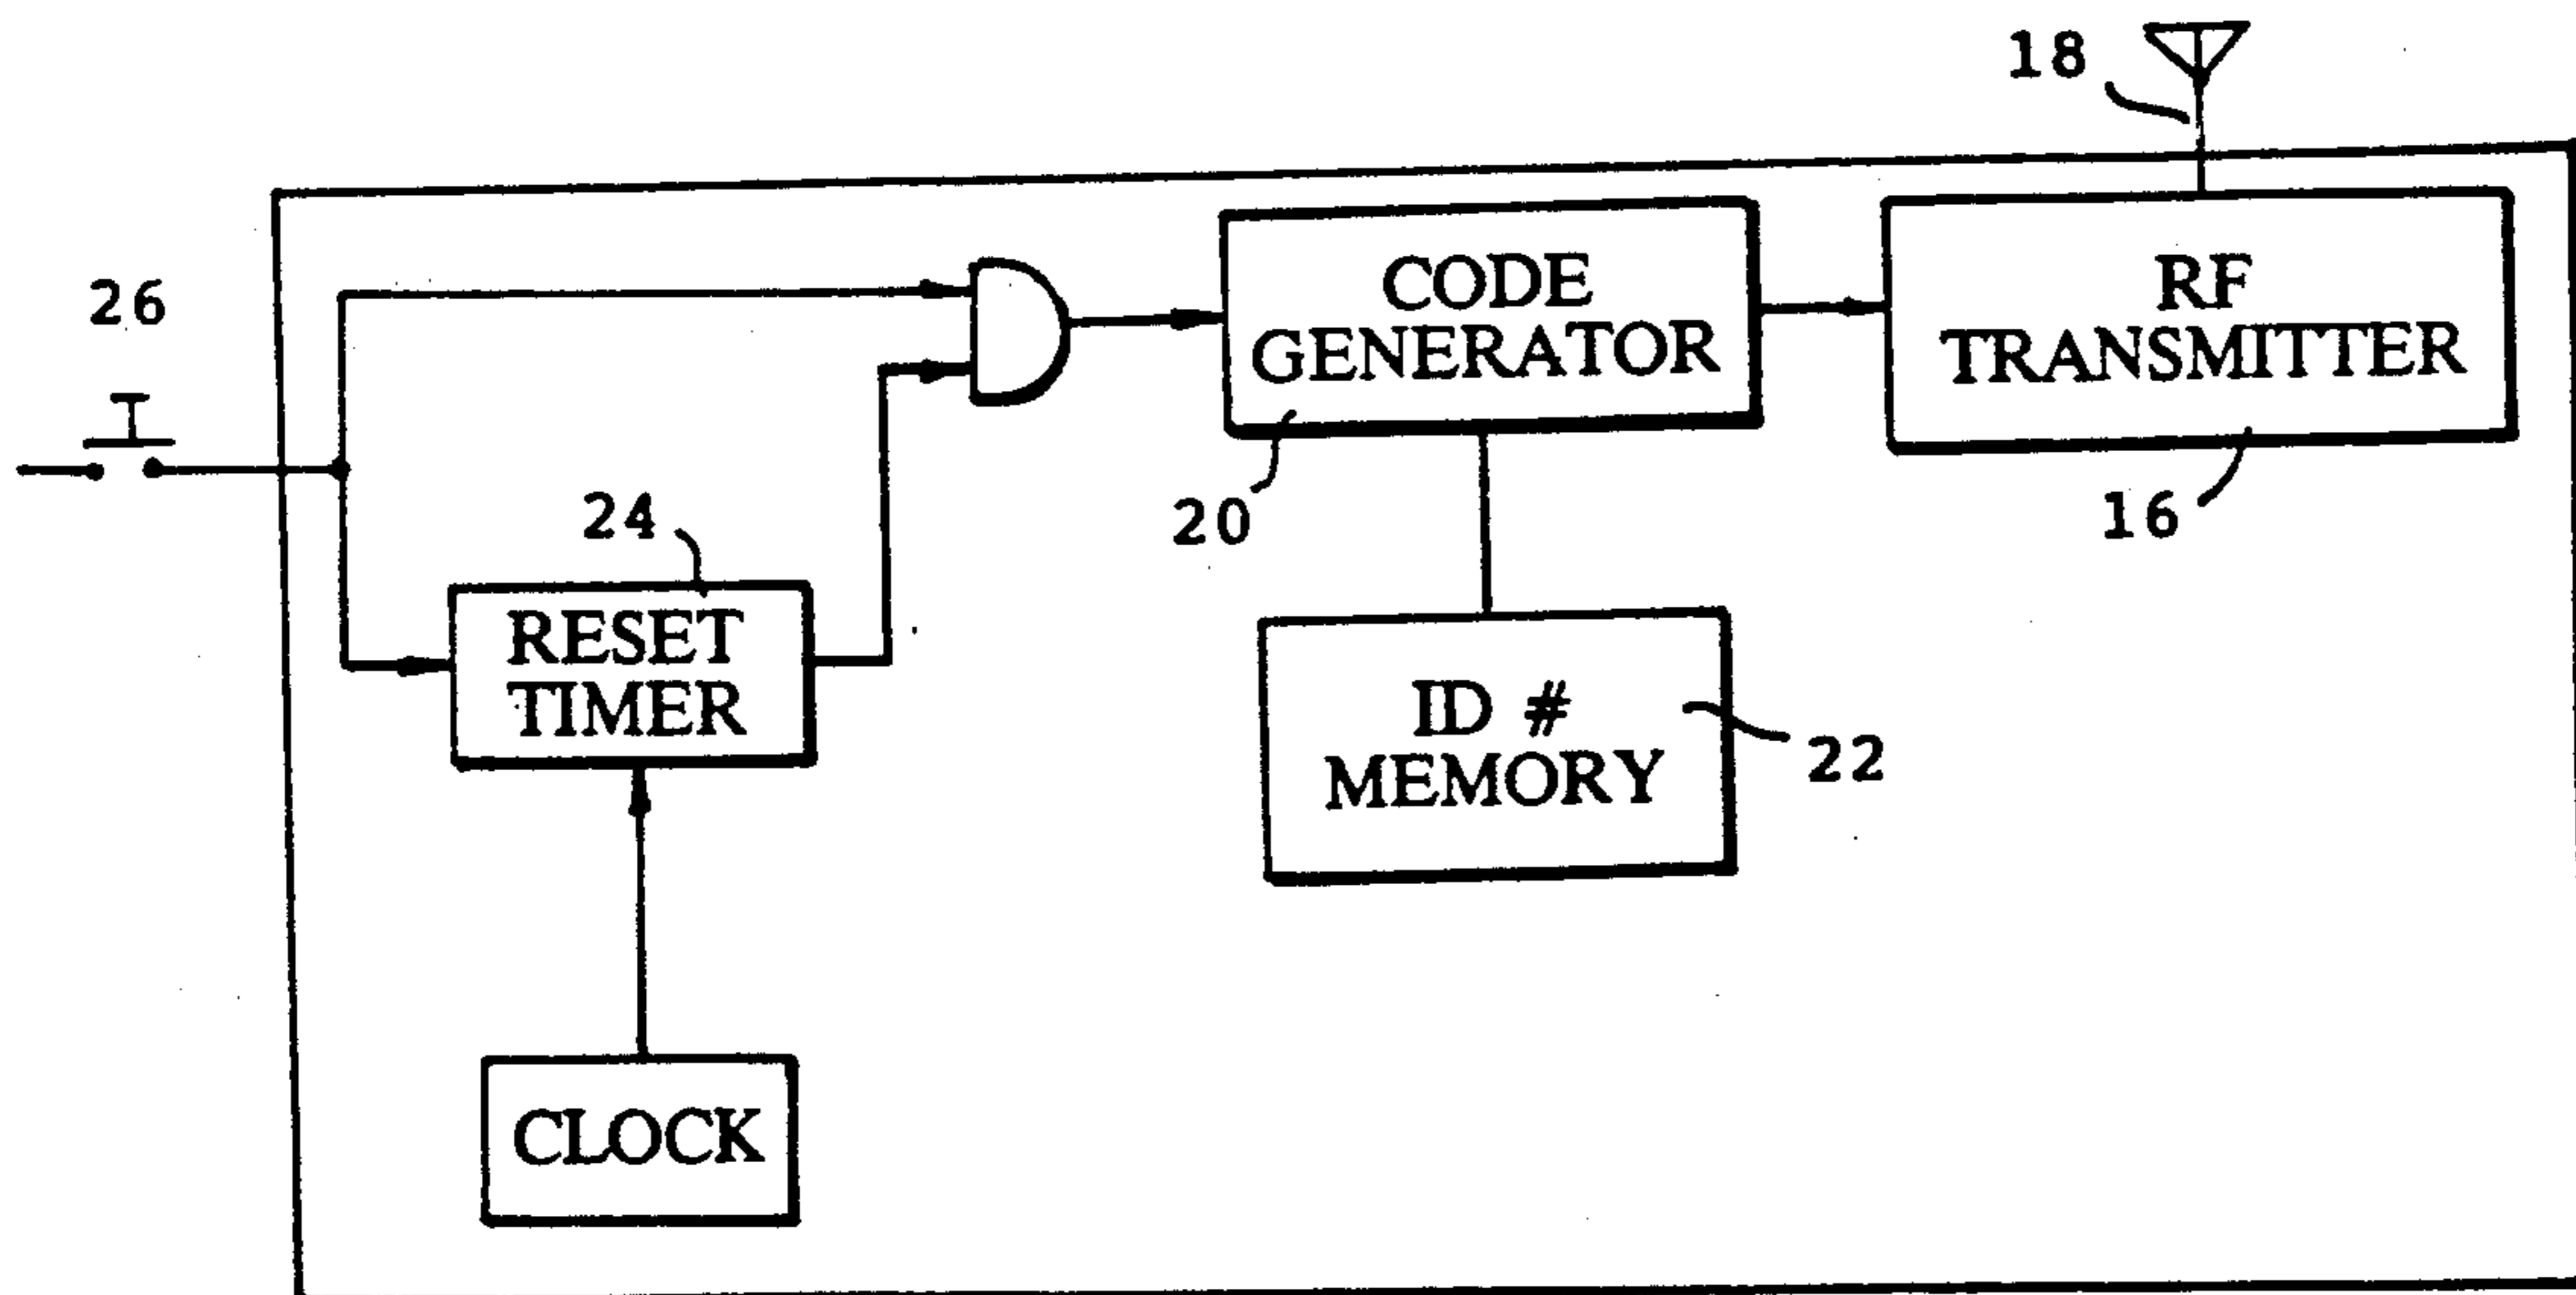 18
26
CODE
GENERATOR
RF
TRANSMITTER
20
16
24
RESET
TIMER
ID #
MEMORY
22
CLOCK